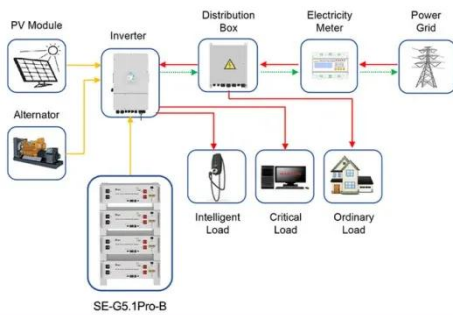 PV Module
Inverter
Distribution
Box
Electricity
Meter
Power
Grid
Alternator
Intelligent
Load
Critical
Load
Ordinary
Load
SE-G5.1Pro-B